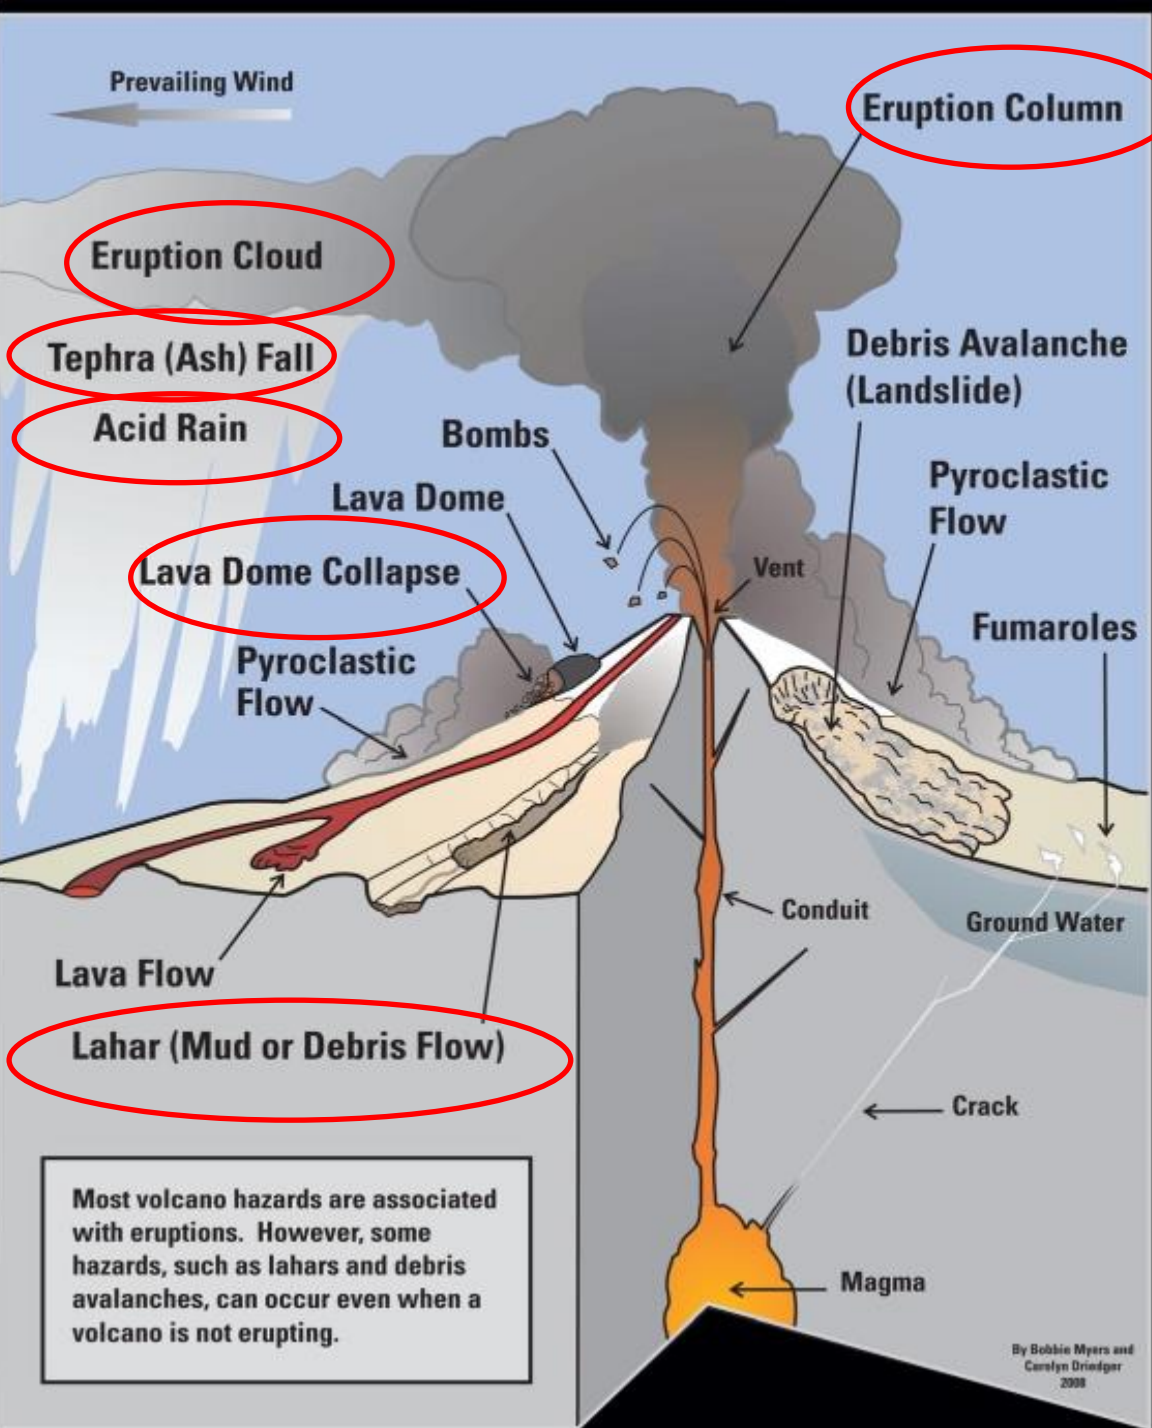 Prevailing Wind
Eruption Column
Eruption Cloud
Tephra (Ash) Fall
Acid Rain
Debris Avalanche
(Landslide)
Bombs
Pyroclastic
Flow
Lava Dome
Lava Dome Collapse
Vent
Fumaroles
Pyroclastic
Flow
Conduit
Ground Water
Lava Flow
Lahar (Mud or Debris Flow)
Crack
Most volcano hazards are associated
with eruptions. However, some
hazards, such as lahars and debris
avalanches, can occur even when a
volcano is not erupting.
Magma
By Bobbie Myers and
Carolyn Driedger
2008